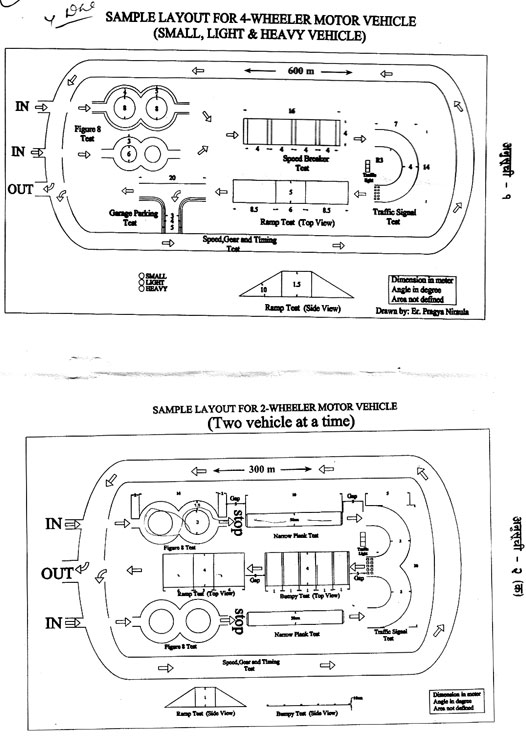 SAMPLE LAYOUT FOR 4-WHEELER MOTOR VEHICLE
(SMALL, LIGHT & HEAVY VEHICLE)
600 m
IN
8 8
Figure 8
Test
16
4
4 4 4 4
Speed Breaker
Test
7
R3
4 14
Traffic
light
Traffic Signal
Test
IN
3
6
OUT
20
Garage Parking
Test
5
8.5 6 8.5
Ramp Test (Top View)
Speed,Gear and Timing
Test
SMALL
LIGHT
HEAVY
10 1.5
Ramp Test (Side View)
Dimension in meter
Angle in degree
Area not defined
Drawn by: Er. Pragya Niraula
अनुसूची - १
SAMPLE LAYOUT FOR 2-WHEELER MOTOR VEHICLE
(Two vehicle at a time)
300 m
IN
Gap
Gap
5
stop
Figure 8 Test
Narrow Plank Test
Traffic
Light
OUT
4
Ramp Test (Top View)
Gap
4
Bumpy Test (Top View)
Gap
IN
stop
Figure 8 Test
Narrow Plank Test
Traffic Signal
Test
Speed,Gear and Timing
Test
1
Ramp Test (Side View)
Bumpy Test (Side View)
Dimension in meter
Angle in degree
Area not defined
अनुसूची - २ (क)